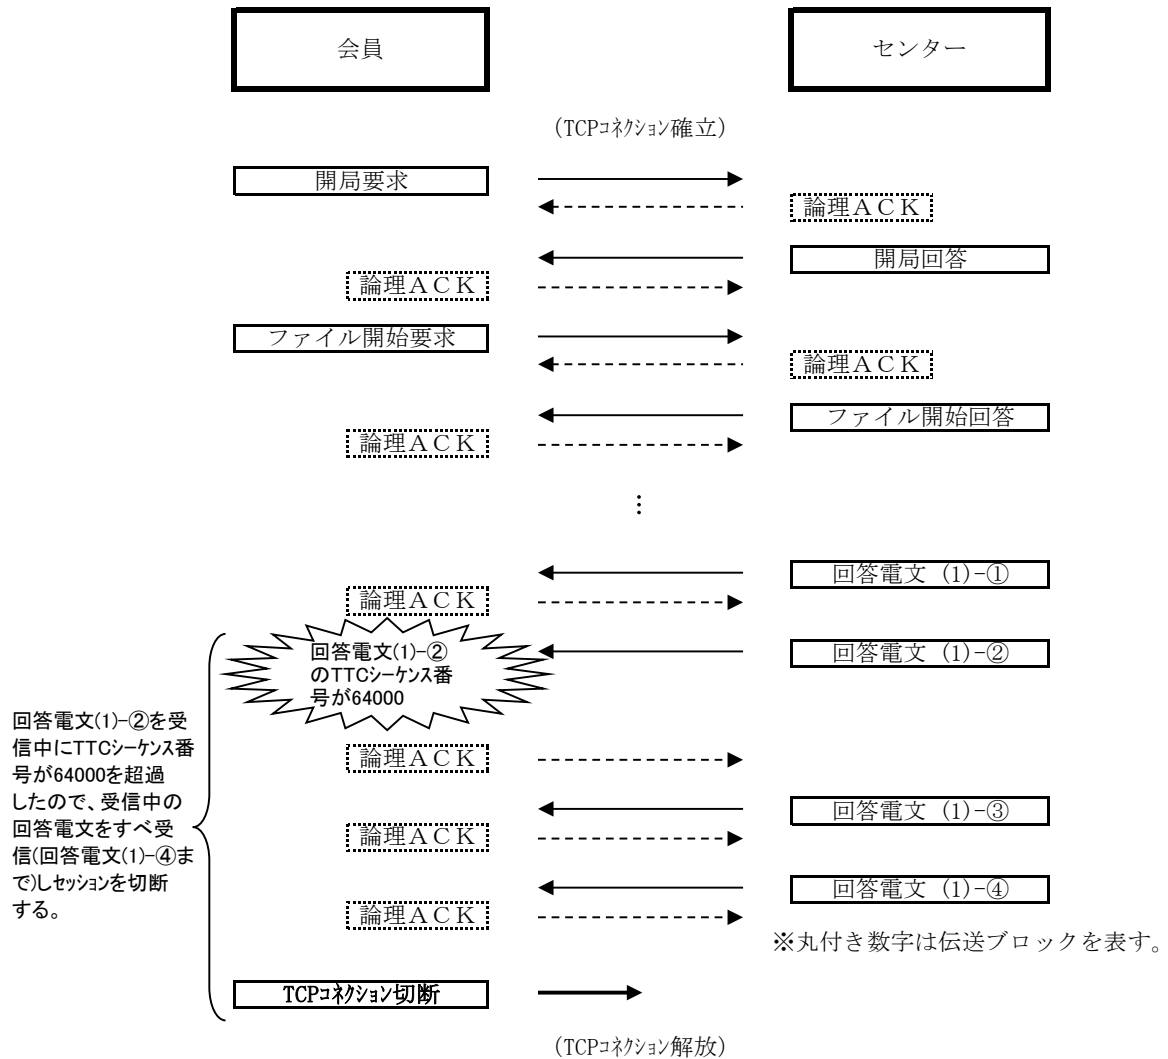 会員
センター
（TCPｺﾈｸｼｮﾝ確立）
開局要求
論理ＡＣＫ
開局回答
論理ＡＣＫ
ファイル開始要求
論理ＡＣＫ
ファイル開始回答
論理ＡＣＫ
⋮
回答電文 (1)-①
論理ＡＣＫ
回答電文(1)-②
のTTCｼｰｹﾝｽ番
号が64000
回答電文 (1)-②
回答電文(1)-②を受
信中にTTCｼｰｹﾝｽ番
号が64000を超過
したので、受信中の
回答電文をすべ受
信(回答電文(1)-④ま
で)しｾｯｼｮﾝを切断
する。
論理ＡＣＫ
回答電文 (1)-③
論理ＡＣＫ
回答電文 (1)-④
論理ＡＣＫ
※丸付き数字は伝送ブロックを表す。
TCPｺﾈｸｼｮﾝ切断
（TCPｺﾈｸｼｮﾝ解放）